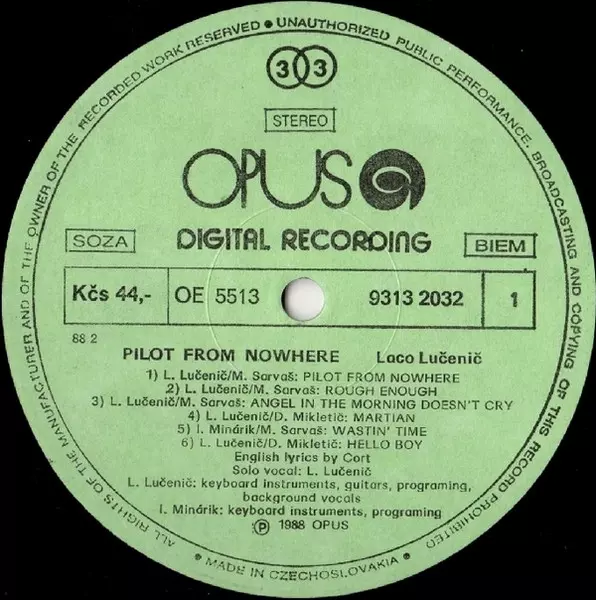 ALL RIGHTS OF THE MANUFACTURER AND OF THE OWNER OF THE RECORDED WORK RESERVED • UNAUTHORIZED PUBLIC PERFORMANCE, BROADCASTING AND COPYING OF THIS RECORD PROHIBITED • MADE IN CZECHOSLOVAKIA •
33
STEREO
OPUS
DIGITAL RECORDING
SOZA
BIEM
Kčs 44,- OE 5513 9313 2032 1
88 2
PILOT FROM NOWHERE Laco Lučenič
1) L. Lučenič/M. Sarvaš: PILOT FROM NOWHERE
2) L. Lučenič/M. Sarvaš: ROUGH ENOUGH
3) L. Lučenič/M. Sarvaš: ANGEL IN THE MORNING DOESN'T CRY
4) L. Lučenič/D. Mikletič: MARTIAN
5) I. Minárik/M. Sarvaš: WASTIN' TIME
6) L. Lučenič/D. Mikletič: HELLO BOY
English lyrics by Cort
Solo vocal: L. Lučenič
L. Lučenič: keyboard instruments, guitars, programing,
background vocals
I. Minárik: keyboard instruments, programing
Ⓟ 1988 OPUS